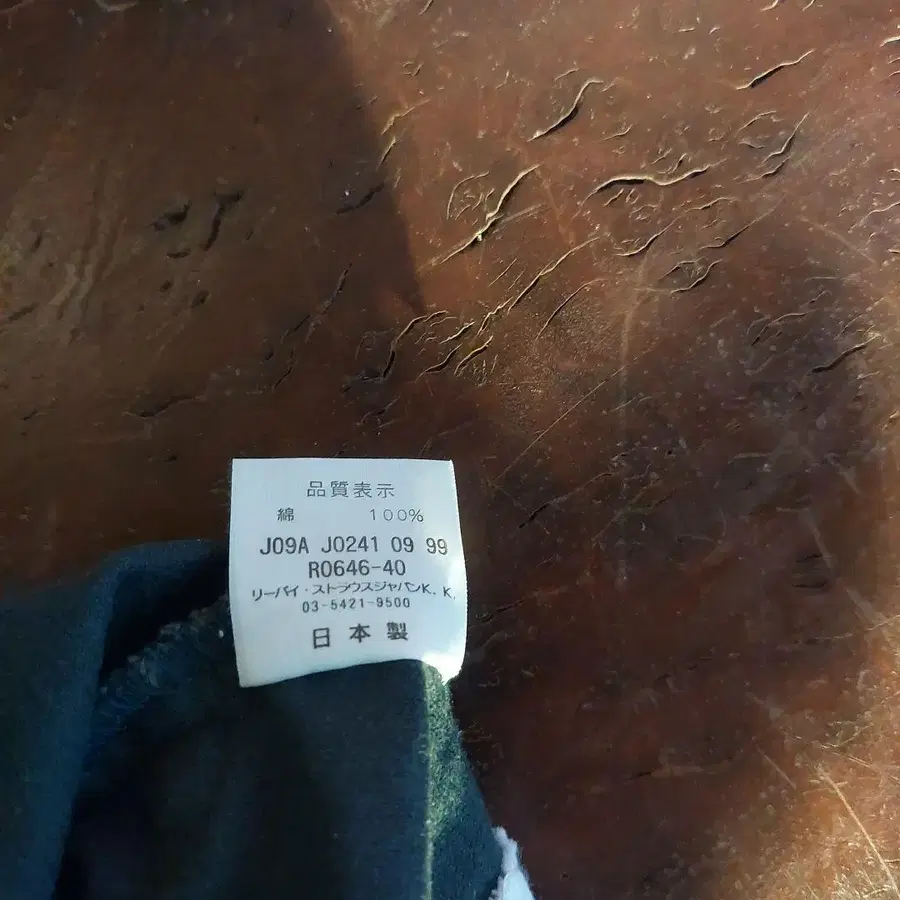 品質表示
綿 100%
J09A J0241 09 99
R0646-40
リーバイ・ストラウスジャパンK.K.
03-5421-9500
日本製